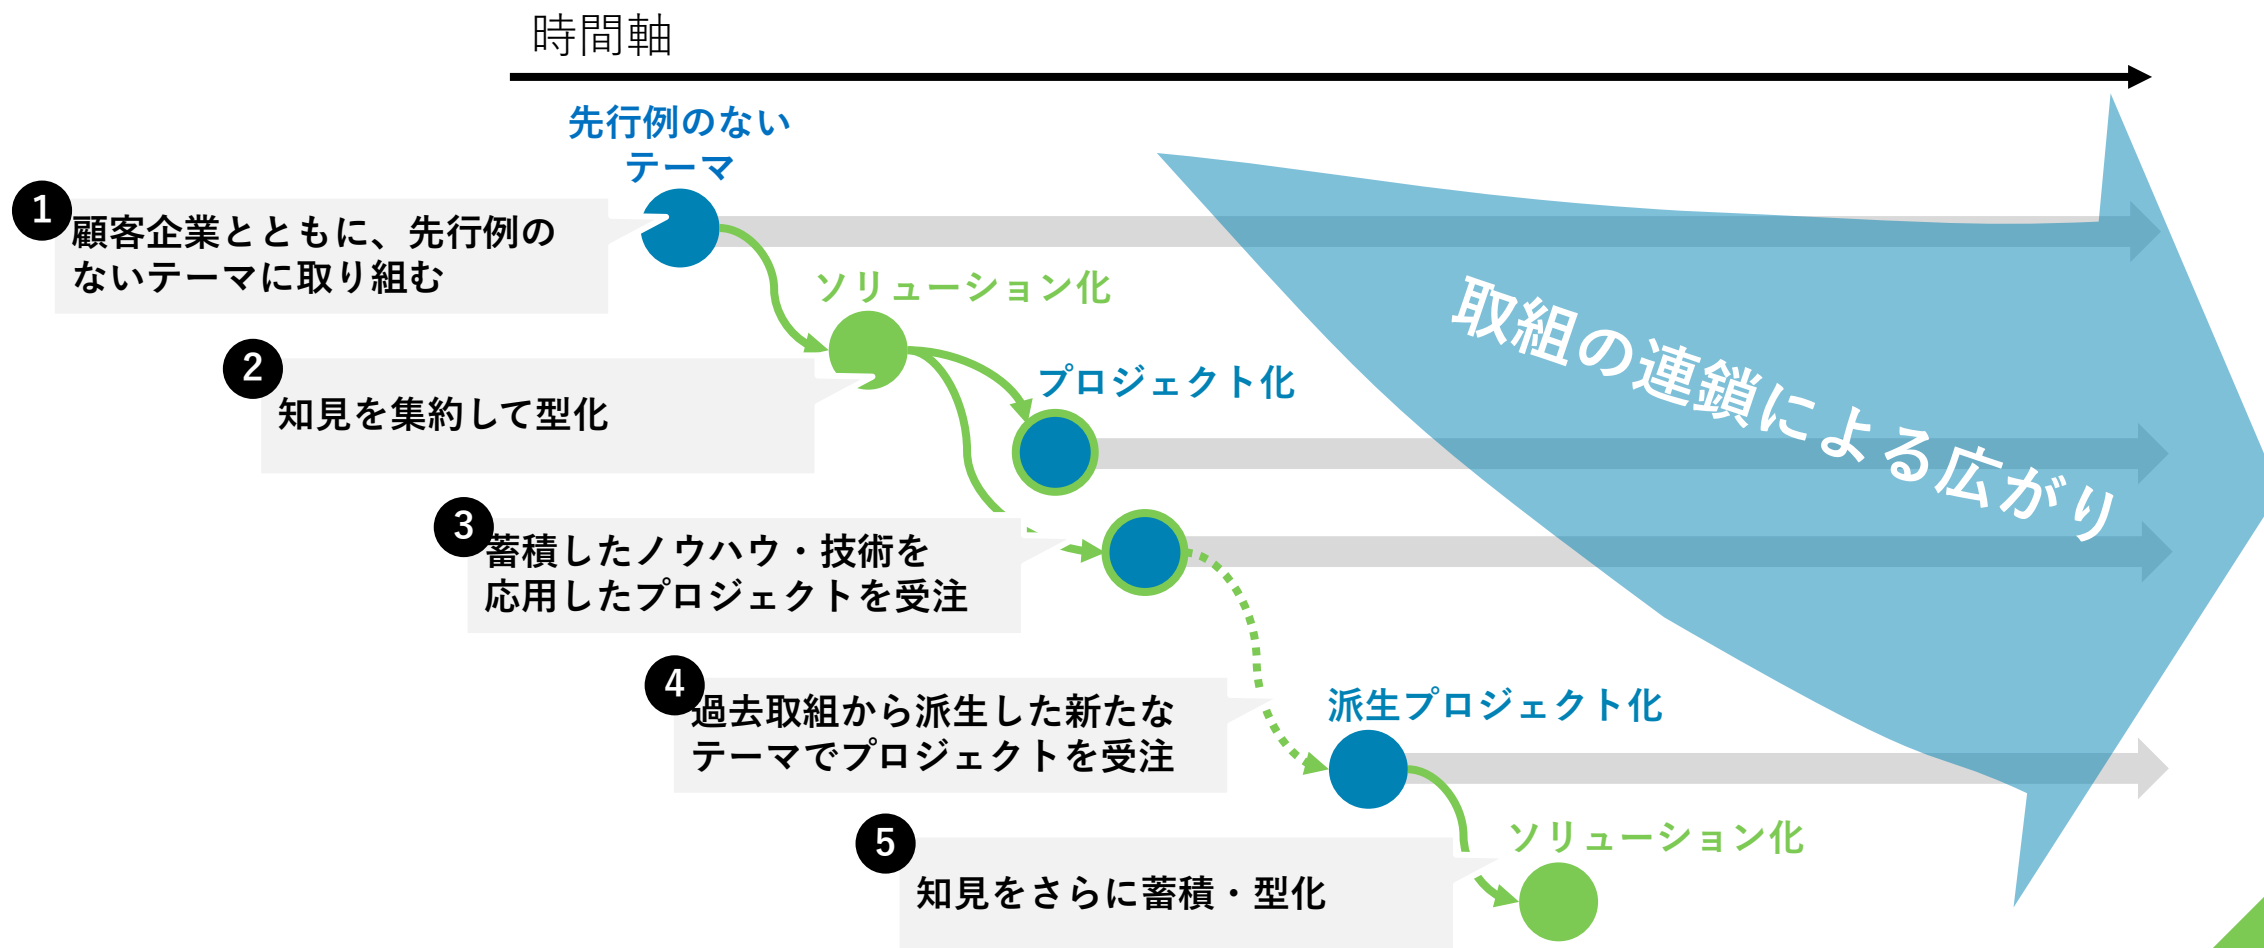 時間軸
先行例のない
テーマ
1
顧客企業とともに、先行例の
ないテーマに取り組む
ソリューション化
2
知見を集約して型化
プロジェクト化
取組の連鎖による広がり
3
蓄積したノウハウ・技術を
応用したプロジェクトを受注
4
過去取組から派生した新たな
テーマでプロジェクトを受注
派生プロジェクト化
5
知見をさらに蓄積・型化
ソリューション化